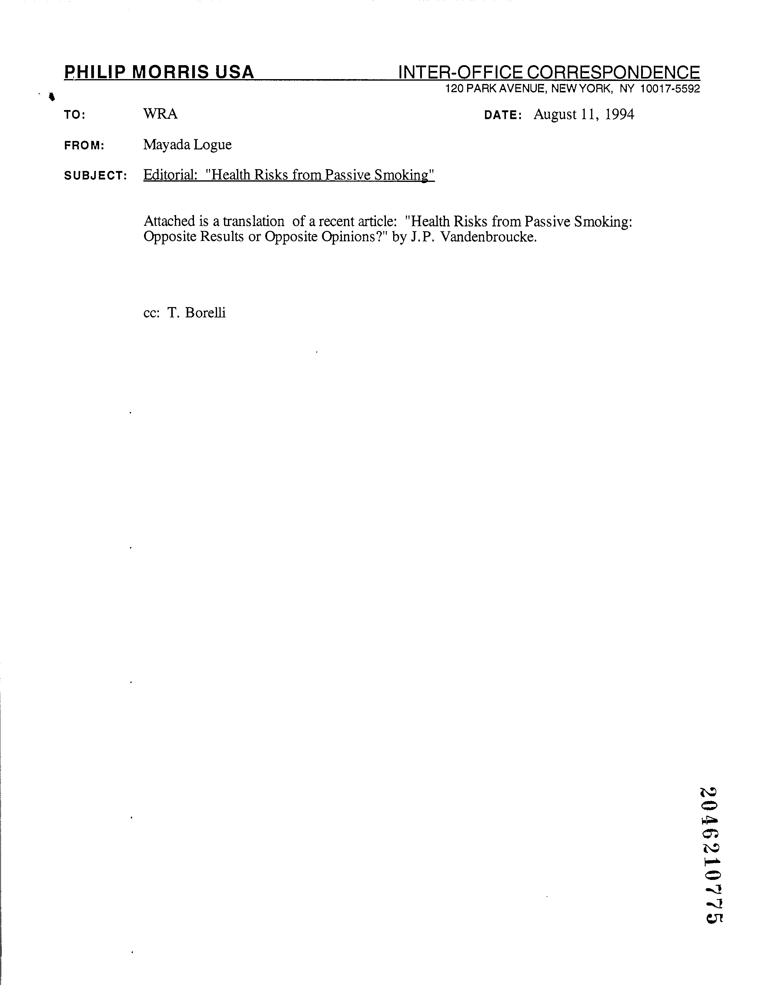 PHILIP MORRIS USA INTER-OFFICE CORRESPONDENCE
120 PARK AVENUE, NEW YORK, NY 10017-5592
TO: WRA DATE: August 11, 1994
FROM: Mayada Logue
SUBJECT: Editorial: "Health Risks from Passive Smoking"
Attached is a translation of a recent article: "Health Risks from Passive Smoking:
Opposite Results or Opposite Opinions?" by J.P. Vandenbroucke.
cc: T. Borelli
2046210775